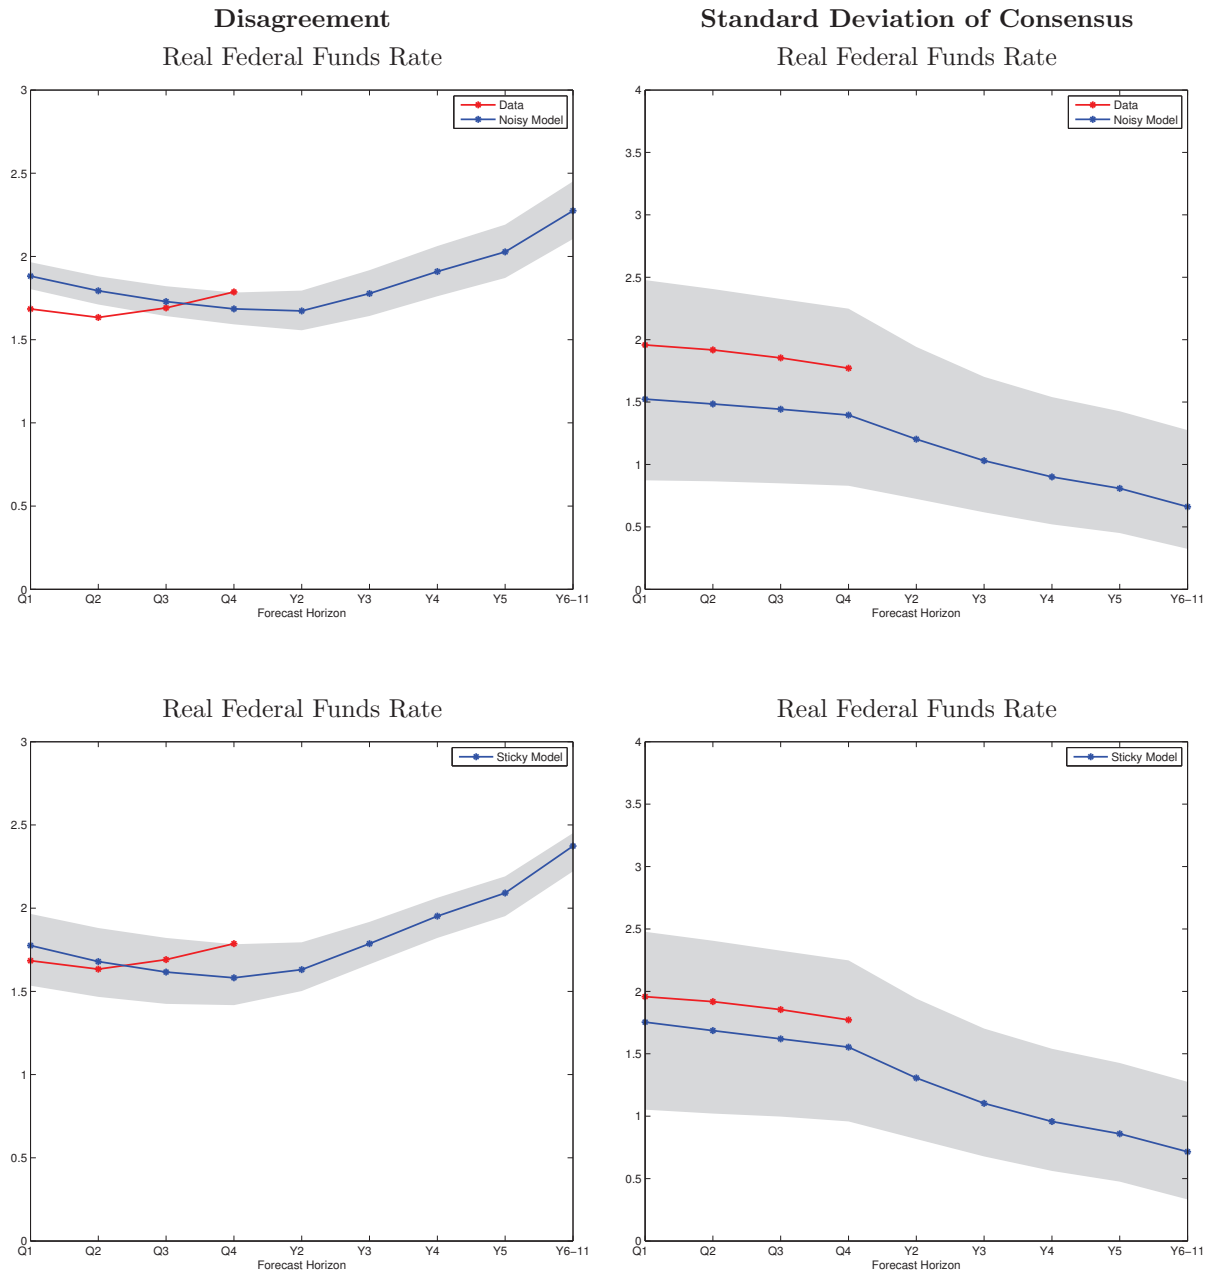 Disagreement
Standard Deviation of Consensus
Real Federal Funds Rate
Real Federal Funds Rate
3
2.5
2
1.5
1
0.5
0
Data
Noisy Model
Q1 Q2 Q3 Q4 Y2 Y3 Y4 Y5 Y6−11
Forecast Horizon
4
3.5
3
2.5
2
1.5
1
0.5
0
Data
Noisy Model
Q1 Q2 Q3 Q4 Y2 Y3 Y4 Y5 Y6−11
Forecast Horizon
Real Federal Funds Rate
Real Federal Funds Rate
3
2.5
2
1.5
1
0.5
0
Sticky Model
Q1 Q2 Q3 Q4 Y2 Y3 Y4 Y5 Y6−11
Forecast Horizon
4
3.5
3
2.5
2
1.5
1
0.5
0
Sticky Model
Q1 Q2 Q3 Q4 Y2 Y3 Y4 Y5 Y6−11
Forecast Horizon